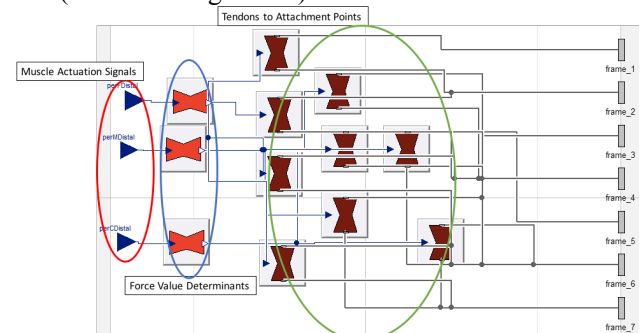 Tendons to Attachment Points
Muscle Actuation Signals
perMDistal
perCDistal
Force Value Determinants
frame_1
frame_2
frame_3
frame_4
frame_5
frame_6
frame_7